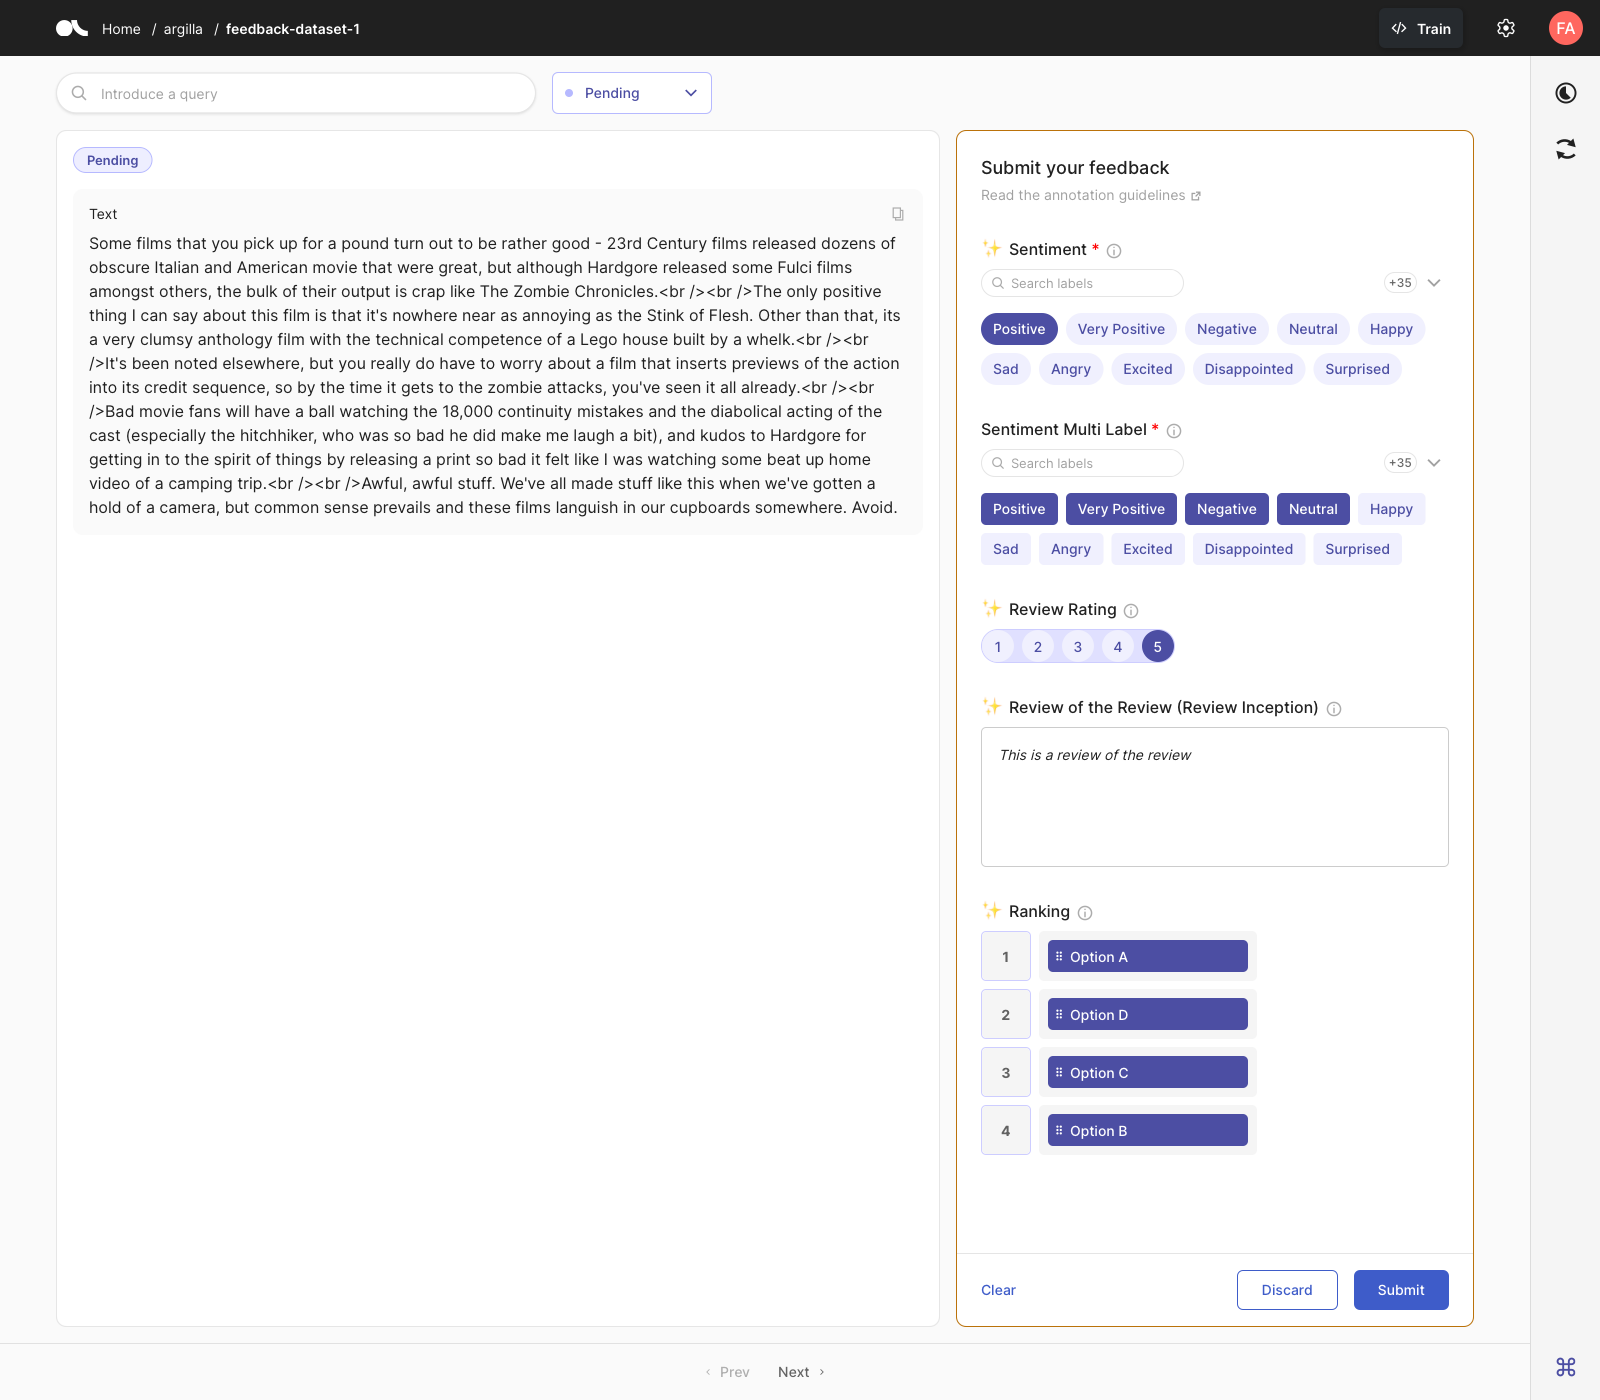 Home / argilla / feedback-dataset-1
Train
FA
Introduce a query
Pending
Pending
Text
Some films that you pick up for a pound turn out to be rather good - 23rd Century films released dozens of
obscure Italian and American movie that were great, but although Hardgore released some Fulci films
amongst others, the bulk of their output is crap like The Zombie Chronicles.<br /><br />The only positive
thing I can say about this film is that it's nowhere near as annoying as the Stink of Flesh. Other than that, its
a very clumsy anthology film with the technical competence of a Lego house built by a whelk.<br /><br
/>It's been noted elsewhere, but you really do have to worry about a film that inserts previews of the action
into its credit sequence, so by the time it gets to the zombie attacks, you've seen it all already.<br /><br
/>Bad movie fans will have a ball watching the 18,000 continuity mistakes and the diabolical acting of the
cast (especially the hitchhiker, who was so bad he did make me laugh a bit), and kudos to Hardgore for
getting in to the spirit of things by releasing a print so bad it felt like I was watching some beat up home
video of a camping trip.<br /><br />Awful, awful stuff. We've all made stuff like this when we've gotten a
hold of a camera, but common sense prevails and these films languish in our cupboards somewhere. Avoid.
Submit your feedback
Read the annotation guidelines
Sentiment *
Search labels
+35
Positive Very Positive Negative Neutral Happy
Sad Angry Excited Disappointed Surprised
Sentiment Multi Label *
Search labels
+35
Positive Very Positive Negative Neutral Happy
Sad Angry Excited Disappointed Surprised
Review Rating
1 2 3 4 5
Review of the Review (Review Inception)
This is a review of the review
Ranking
1 Option A
2 Option D
3 Option C
4 Option B
Clear Discard Submit
‹ Prev Next ›